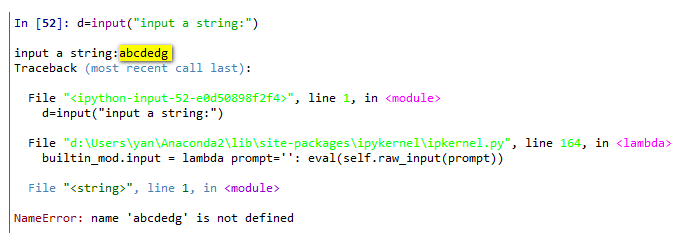 In [52]: d=input("input a string:")
input a string:abcdedg
Traceback (most recent call last):
File "<ipython-input-52-e0d50898f2f4>", line 1, in <module>
d=input("input a string:")
File "d:\Users\yan\Anaconda2\lib\site-packages\ipykernel\ipkernel.py", line 164, in <lambda>
builtin_mod.input = lambda prompt='': eval(self.raw_input(prompt))
File "<string>", line 1, in <module>
NameError: name 'abcdedg' is not defined